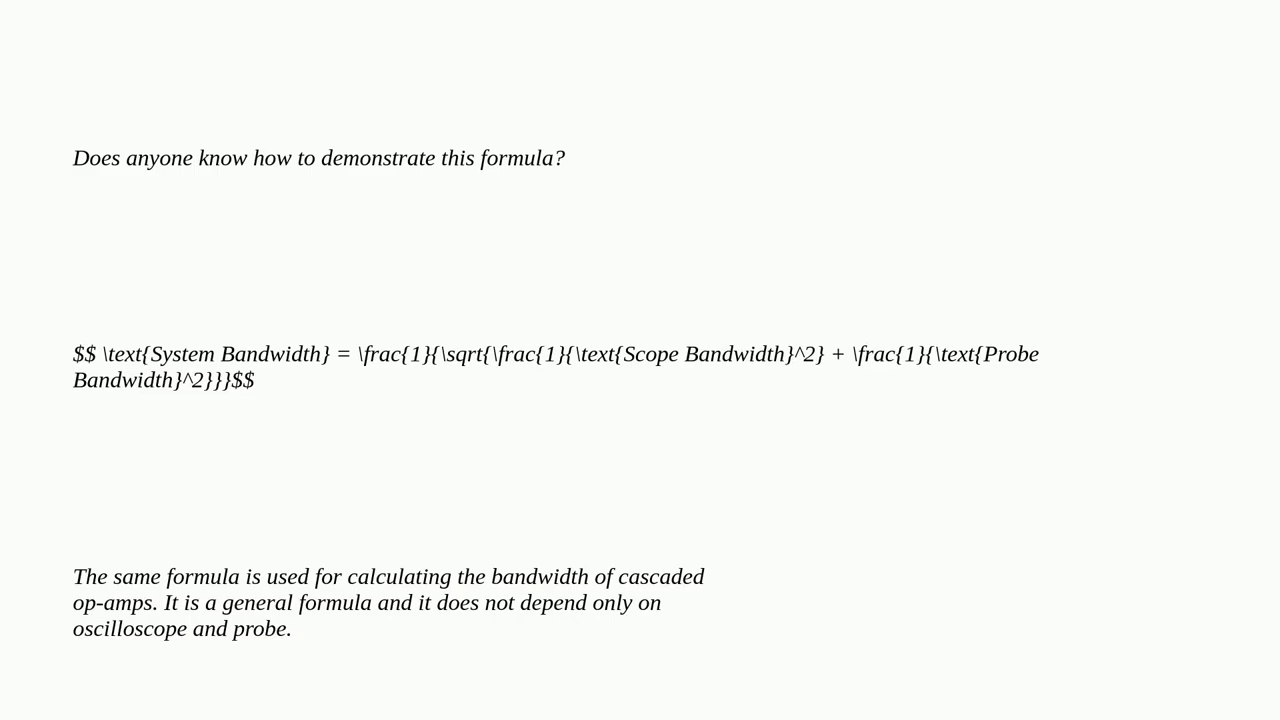 Does anyone know how to demonstrate this formula?
$$ \text{System Bandwidth} = \frac{1}{\sqrt{\frac{1}{\text{Scope Bandwidth}^2} + \frac{1}{\text{Probe
Bandwidth}^2}}}$$
The same formula is used for calculating the bandwidth of cascaded
op-amps. It is a general formula and it does not depend only on
oscilloscope and probe.